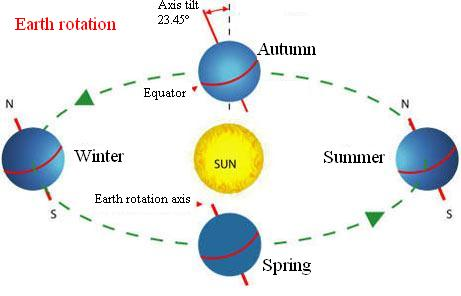 Axis tilt
23.45°
Earth rotation
Autumn
Equator
N
N
Winter
SUN
Summer
Earth rotation axis
S
S
Spring